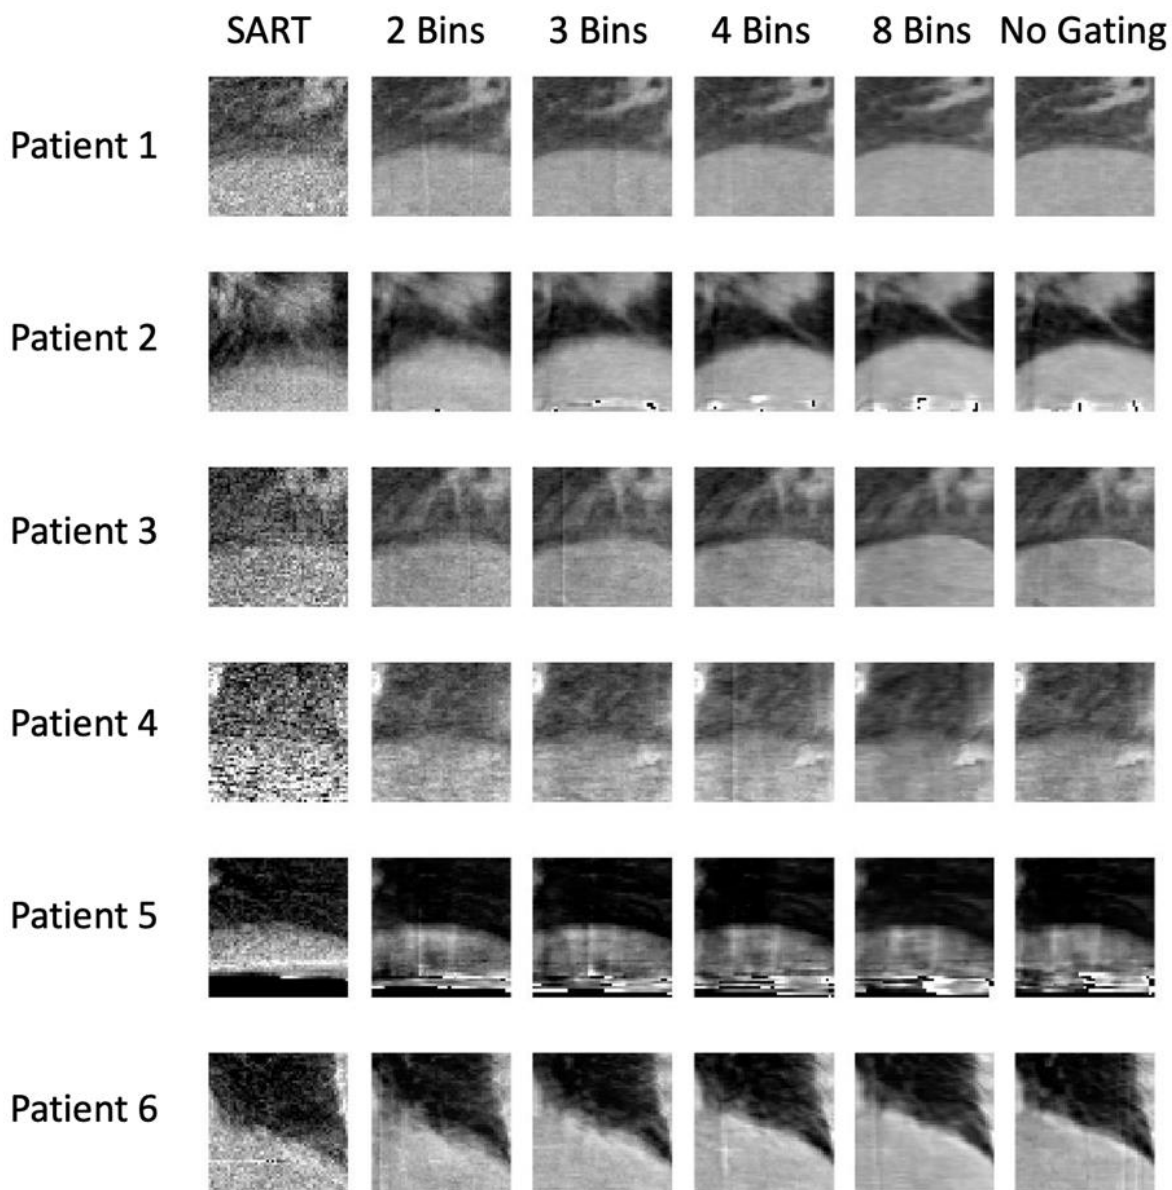 SART 2 Bins 3 Bins 4 Bins 8 Bins No Gating
Patient 1
Patient 2
Patient 3
Patient 4
Patient 5
Patient 6